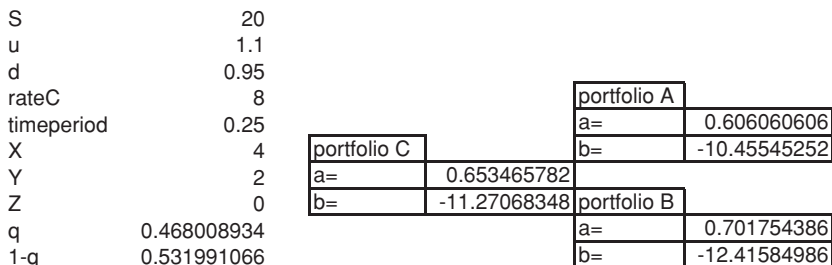 S 20
u 1.1
d 0.95
rateC 8 portfolio A
timeperiod 0.25 a= 0.606060606
X 4 portfolio C b= -10.45545252
Y 2 a= 0.653465782
Z 0 b= -11.27068348 portfolio B
q 0.468008934 a= 0.701754386
1-q 0.531991066 b= -12.41584986